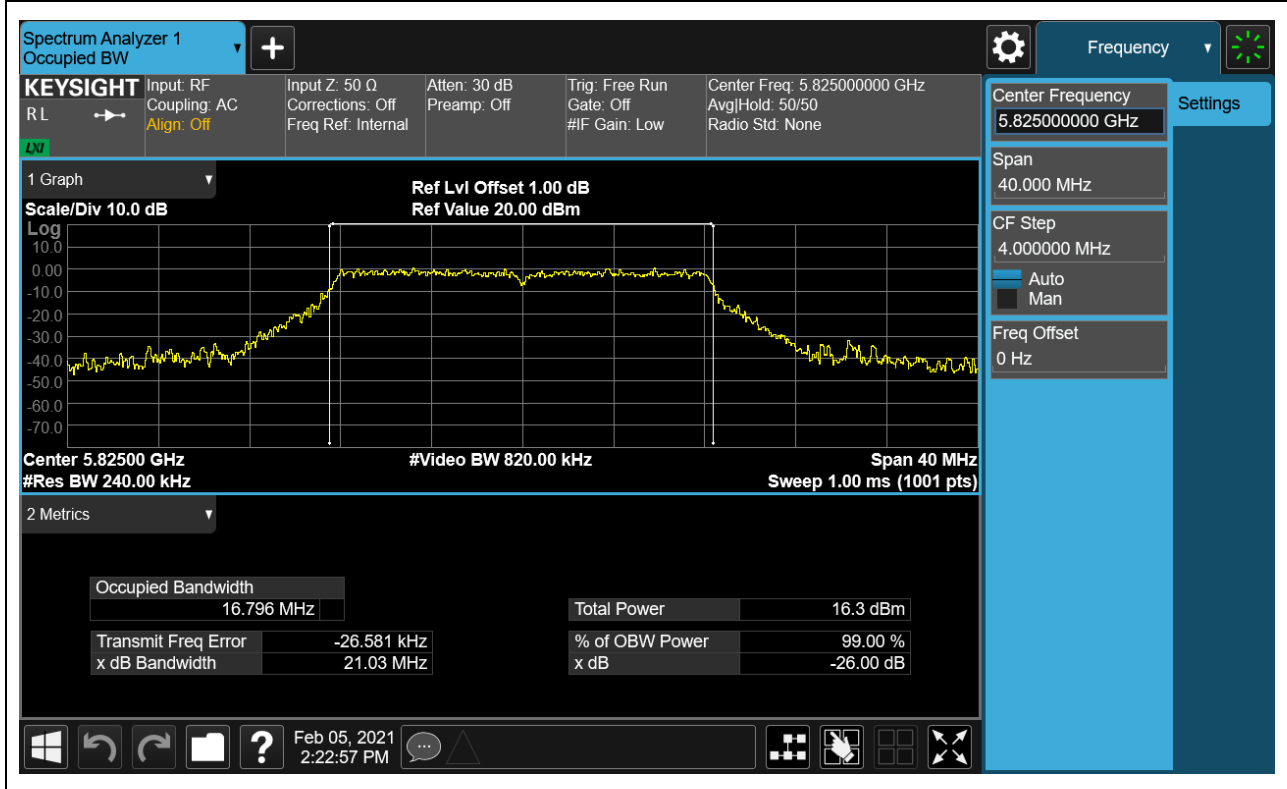 Spectrum Analyzer 1
Occupied BW
Frequency
KEYSIGHT
R L
LXI
Input: RF
Coupling: AC
Align: Off
Input Z: 50 Ω
Corrections: Off
Freq Ref: Internal
Atten: 30 dB
Preamp: Off
Trig: Free Run
Gate: Off
#IF Gain: Low
Center Freq: 5.825000000 GHz
Avg|Hold: 50/50
Radio Std: None
Center Frequency
5.825000000 GHz
Settings
Span
40.000 MHz
CF Step
4.000000 MHz
Auto
Man
Freq Offset
0 Hz
1 Graph
Scale/Div 10.0 dB
Ref Lvl Offset 1.00 dB
Ref Value 20.00 dBm
Log
10.0
0.00
-10.0
-20.0
-30.0
-40.0
-50.0
-60.0
-70.0
Center 5.82500 GHz
#Video BW 820.00 kHz
Span 40 MHz
#Res BW 240.00 kHz
Sweep 1.00 ms (1001 pts)
2 Metrics
Occupied Bandwidth
16.796 MHz
Total Power 16.3 dBm
Transmit Freq Error -26.581 kHz
% of OBW Power 99.00 %
x dB Bandwidth 21.03 MHz
x dB -26.00 dB
?
Feb 05, 2021
2:22:57 PM